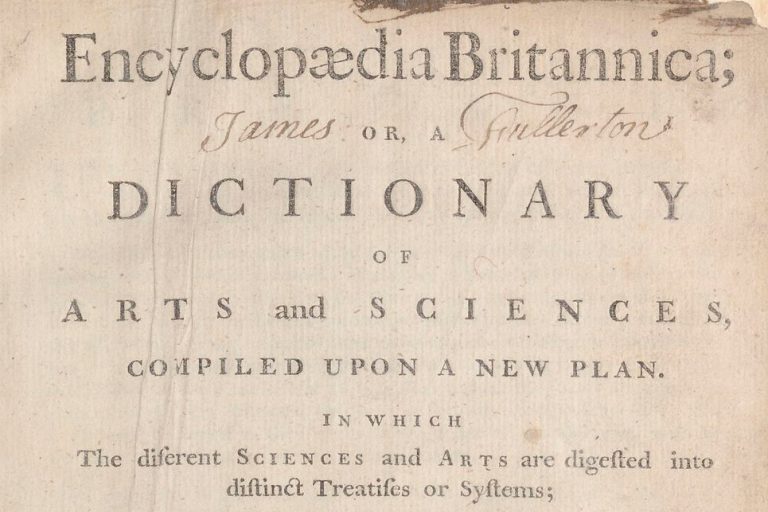 Encyclopædia Britannica;
James OR, A Fullerton
DICTIONARY
OF
ARTS and SCIENCES,
COMPILED UPON A NEW PLAN.
IN WHICH
The diferent SCIENCES and ARTS are digeſted into
diſtinct Treatiſes or Syſtems;